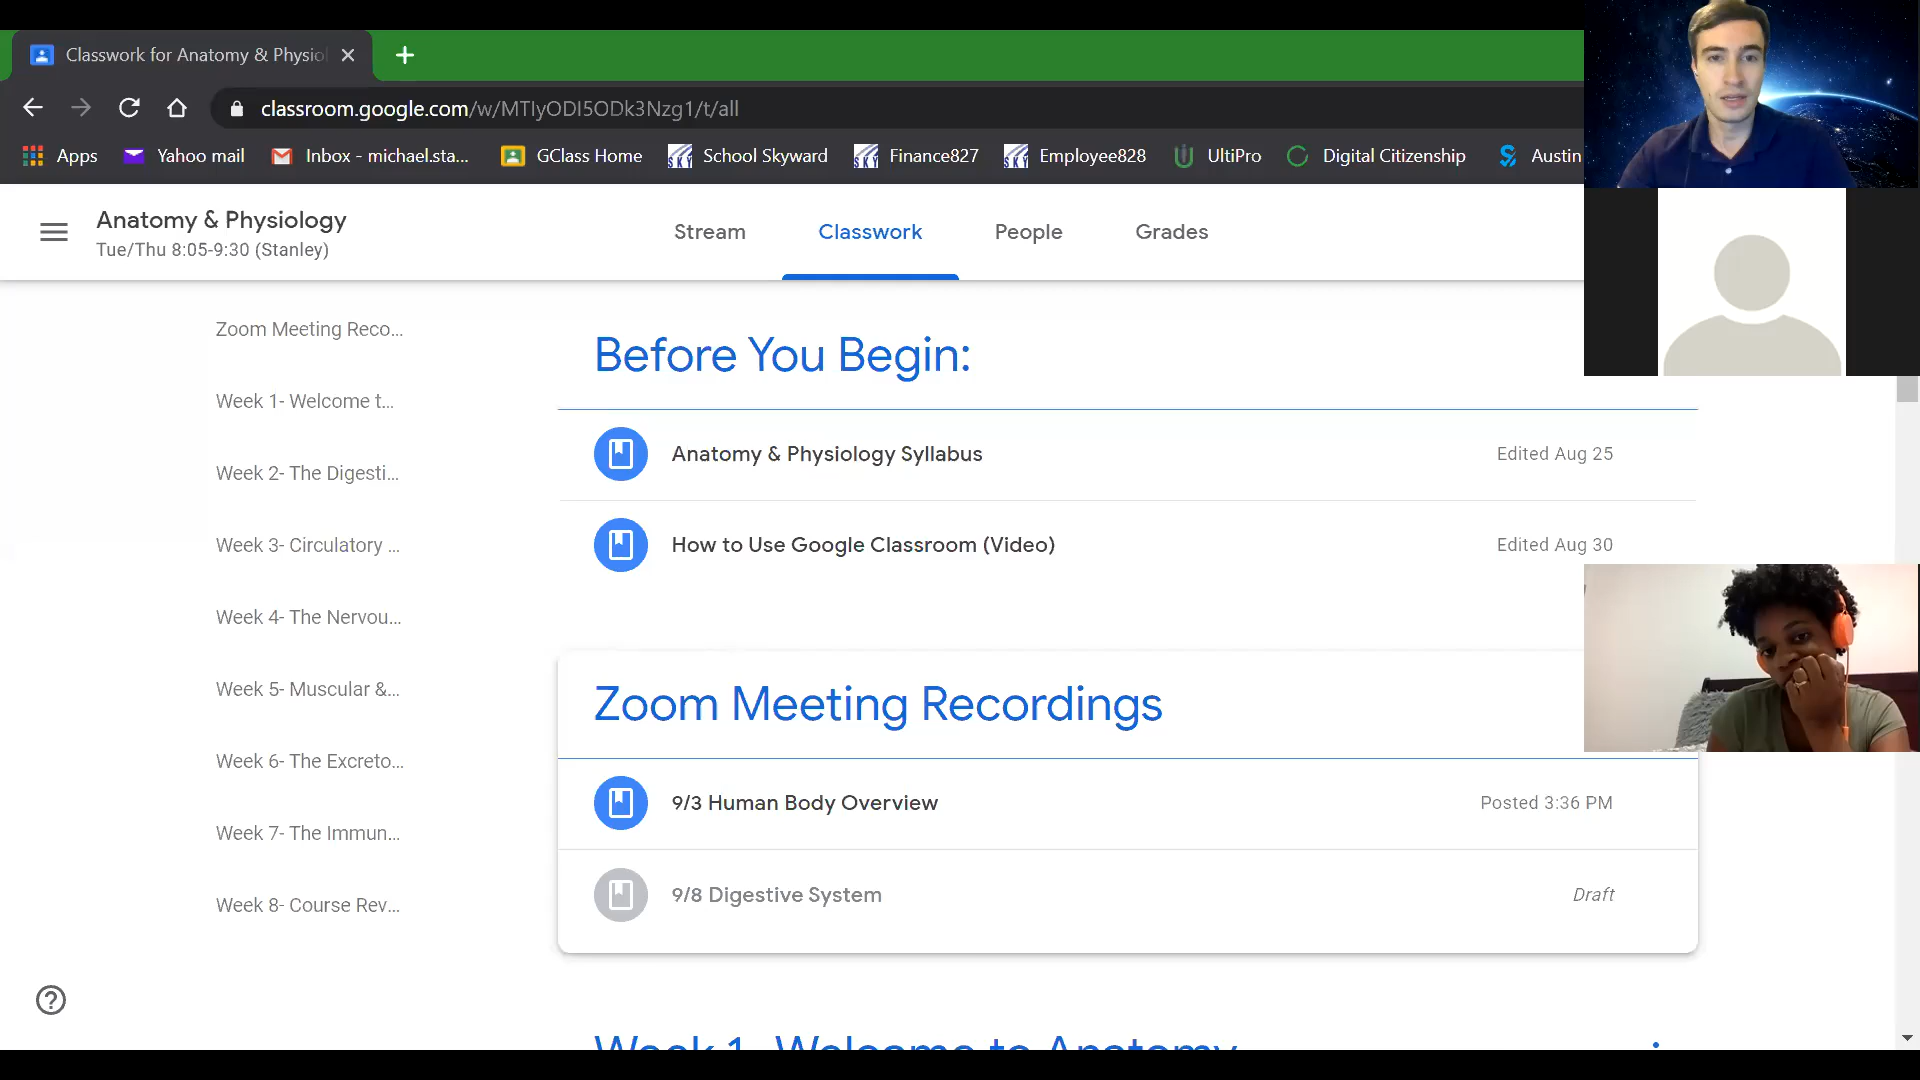 Classwork for Anatomy & Physiol
classroom.google.com/w/MTIyODI5ODk3Nzg1/t/all
Apps Yahoo mail Inbox - michael.sta... GClass Home School Skyward Finance827 Employee828 UltiPro Digital Citizenship Austin
Anatomy & Physiology
Tue/Thu 8:05-9:30 (Stanley)
Stream Classwork People Grades
Zoom Meeting Reco...
Week 1- Welcome t...
Week 2- The Digesti...
Week 3- Circulatory ...
Week 4- The Nervou...
Week 5- Muscular &...
Week 6- The Excreto...
Week 7- The Immun...
Week 8- Course Rev...
Before You Begin:
Anatomy & Physiology Syllabus Edited Aug 25
How to Use Google Classroom (Video) Edited Aug 30
Zoom Meeting Recordings
9/3 Human Body Overview Posted 3:36 PM
9/8 Digestive System Draft
Week 1- Welcome to Anatomy